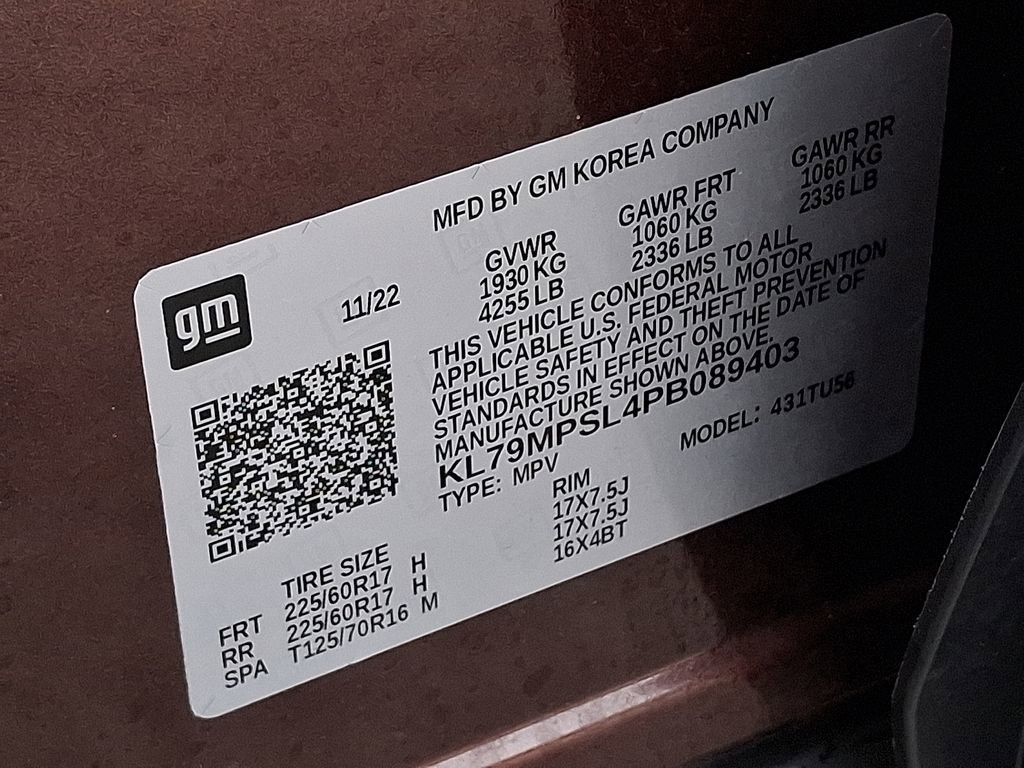 MFD BY GM KOREA COMPANY
gm
11/22
GVWR GAWR FRT GAWR RR
1930 KG 1060 KG 1060 KG
4255 LB 2336 LB 2336 LB
THIS VEHICLE CONFORMS TO ALL
APPLICABLE U.S. FEDERAL MOTOR
VEHICLE SAFETY AND THEFT PREVENTION
STANDARDS IN EFFECT ON THE DATE OF
MANUFACTURE SHOWN ABOVE.
KL79MPSL4PB089403
TYPE: MPV MODEL: 431TU56
TIRE SIZE RIM
FRT 225/60R17 H 17X7.5J
RR 225/60R17 H 17X7.5J
SPA T125/70R16 M 16X4BT